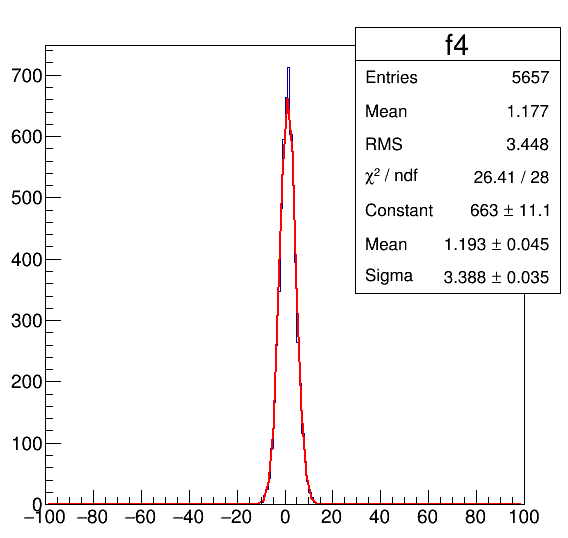 f4
Entries 5657
Mean 1.177
RMS 3.448
χ² / ndf 26.41 / 28
Constant 663 ± 11.1
Mean 1.193 ± 0.045
Sigma 3.388 ± 0.035
700
600
500
400
300
200
100
0
−100 −80 −60 −40 −20 0 20 40 60 80 100